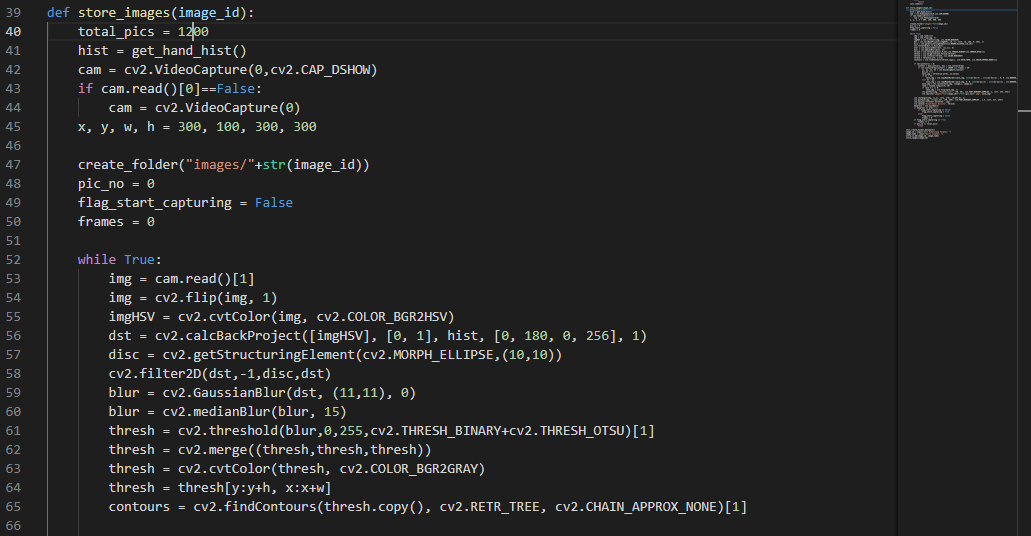 39 def store_images(image_id):
40 total_pics = 1200
41 hist = get_hand_hist()
42 cam = cv2.VideoCapture(0,cv2.CAP_DSHOW)
43 if cam.read()[0]==False:
44 cam = cv2.VideoCapture(0)
45 x, y, w, h = 300, 100, 300, 300
46
47 create_folder("images/"+str(image_id))
48 pic_no = 0
49 flag_start_capturing = False
50 frames = 0
51
52 while True:
53 img = cam.read()[1]
54 img = cv2.flip(img, 1)
55 imgHSV = cv2.cvtColor(img, cv2.COLOR_BGR2HSV)
56 dst = cv2.calcBackProject([imgHSV], [0, 1], hist, [0, 180, 0, 256], 1)
57 disc = cv2.getStructuringElement(cv2.MORPH_ELLIPSE,(10,10))
58 cv2.filter2D(dst,-1,disc,dst)
59 blur = cv2.GaussianBlur(dst, (11,11), 0)
60 blur = cv2.medianBlur(blur, 15)
61 thresh = cv2.threshold(blur,0,255,cv2.THRESH_BINARY+cv2.THRESH_OTSU)[1]
62 thresh = cv2.merge((thresh,thresh,thresh))
63 thresh = cv2.cvtColor(thresh, cv2.COLOR_BGR2GRAY)
64 thresh = thresh[y:y+h, x:x+w]
65 contours = cv2.findContours(thresh.copy(), cv2.RETR_TREE, cv2.CHAIN_APPROX_NONE)[1]
66